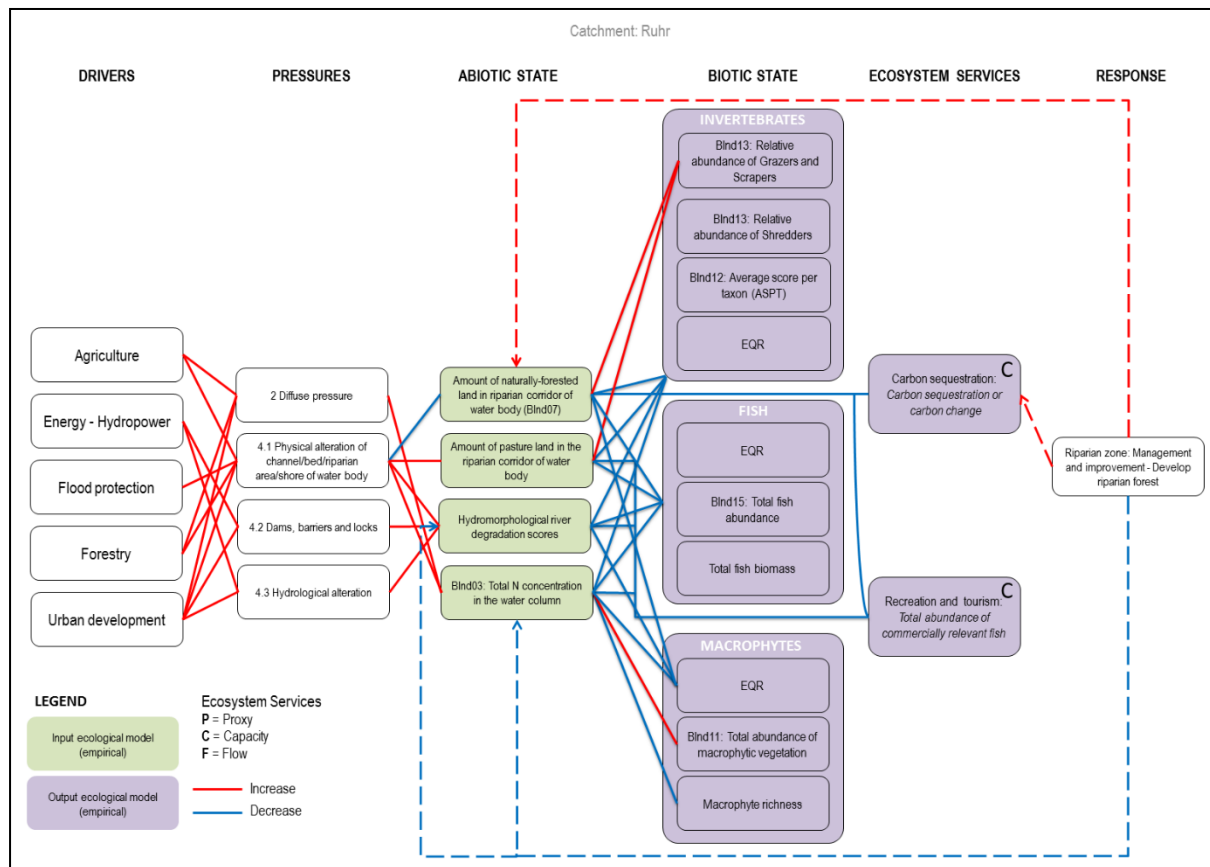 Catchment: Ruhr
DRIVERS
PRESSURES
ABIOTIC STATE
BIOTIC STATE
ECOSYSTEM SERVICES
RESPONSE
Agriculture
Energy - Hydropower
Flood protection
Forestry
Urban development
2 Diffuse pressure
4.1 Physical alteration of
channel/bed/riparian
area/shore of water body
4.2 Dams, barriers and locks
4.3 Hydrological alteration
Amount of naturally-forested
land in riparian corridor of
water body (BInd07)
Amount of pasture land in the
riparian corridor of water
body
Hydromorphological river
degradation scores
BInd03: Total N concentration
in the water column
INVERTEBRATES
BInd13: Relative
abundance of Grazers and
Scrapers
BInd13: Relative
abundance of Shredders
BInd12: Average score per
taxon (ASPT)
EQR
FISH
EQR
BInd15: Total fish
abundance
Total fish biomass
MACROPHYTES
EQR
BInd11: Total abundance of
macrophytic vegetation
Macrophyte richness
C
Carbon sequestration:
Carbon sequestration or
carbon change
C
Recreation and tourism:
Total abundance of
commercially relevant fish
Riparian zone: Management
and improvement - Develop
riparian forest
LEGEND
Input ecological model
(empirical)
Output ecological model
(empirical)
Ecosystem Services
P = Proxy
C = Capacity
F = Flow
Increase
Decrease